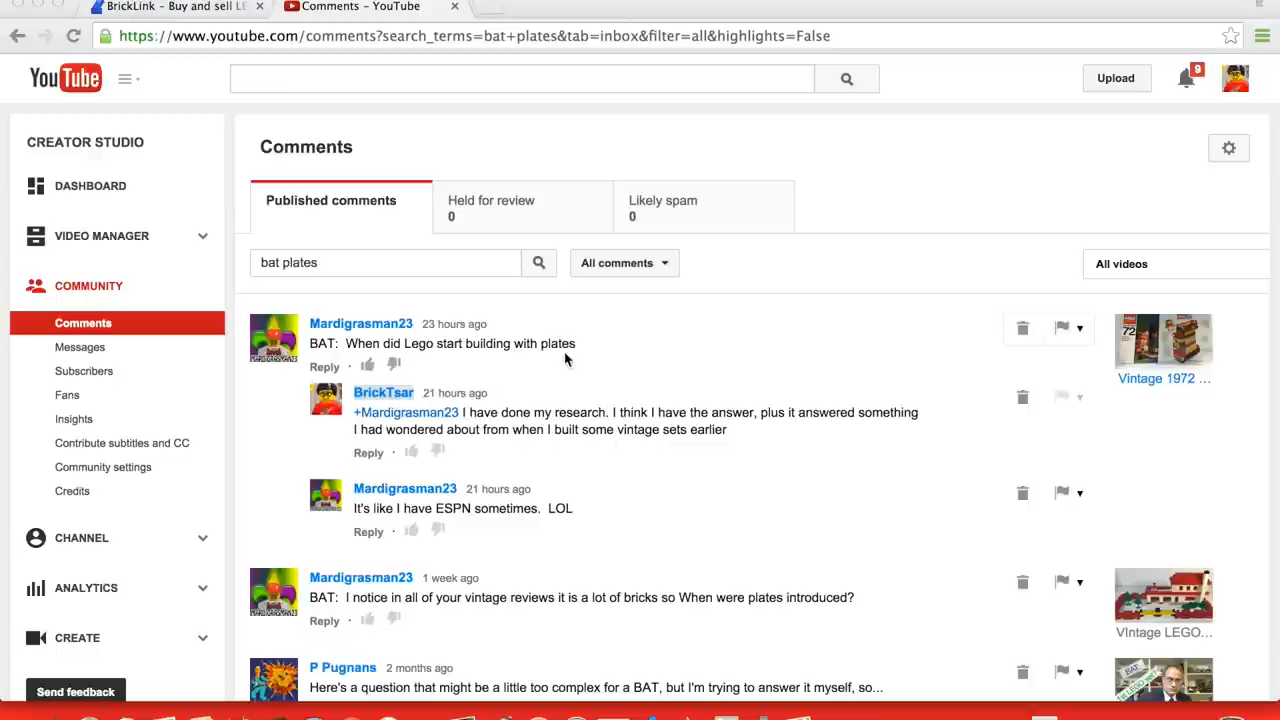 BrickLink - Buy and sell LE
Comments - YouTube
https://www.youtube.com/comments?search_terms=bat+plates&tab=inbox&filter=all&highlights=False
YouTube
Upload
9
CREATOR STUDIO
DASHBOARD
VIDEO MANAGER
COMMUNITY
Comments
Messages
Subscribers
Fans
Insights
Contribute subtitles and CC
Community settings
Credits
CHANNEL
ANALYTICS
CREATE
Send feedback
Comments
Published comments
Held for review
0
Likely spam
0
bat plates
All comments
All videos
Mardigrasman23 23 hours ago
BAT: When did Lego start building with plates
Reply ·
BrickTsar 21 hours ago
+Mardigrasman23 I have done my research. I think I have the answer, plus it answered something
I had wondered about from when I built some vintage sets earlier
Reply ·
Mardigrasman23 21 hours ago
It's like I have ESPN sometimes. LOL
Reply ·
72
Vintage 1972 ...
Mardigrasman23 1 week ago
BAT: I notice in all of your vintage reviews it is a lot of bricks so When were plates introduced?
Reply ·
VIntage LEGO...
P Pugnans 2 months ago
Here's a question that might be a little too complex for a BAT, but I'm trying to answer it myself, so...
BAT: